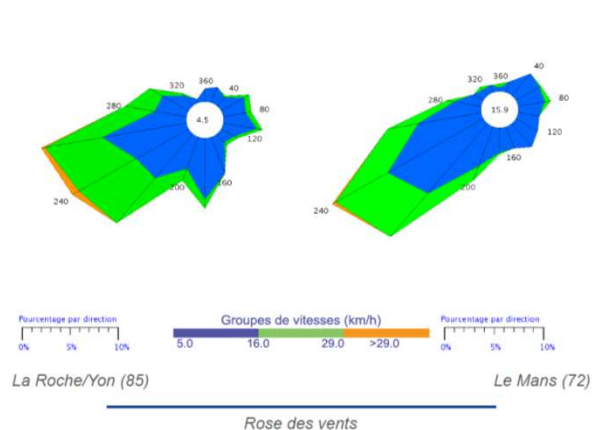 320 360 40
280 80
4.5
120
200 160
240
320 360 40
280 80
15.9
120
160
200
240
Pourcentage par direction
0% 5% 10%
Groupes de vitesses (km/h)
5.0 16.0 29.0 >29.0
Pourcentage par direction
0% 5% 10%
La Roche/Yon (85)
Le Mans (72)
Rose des vents